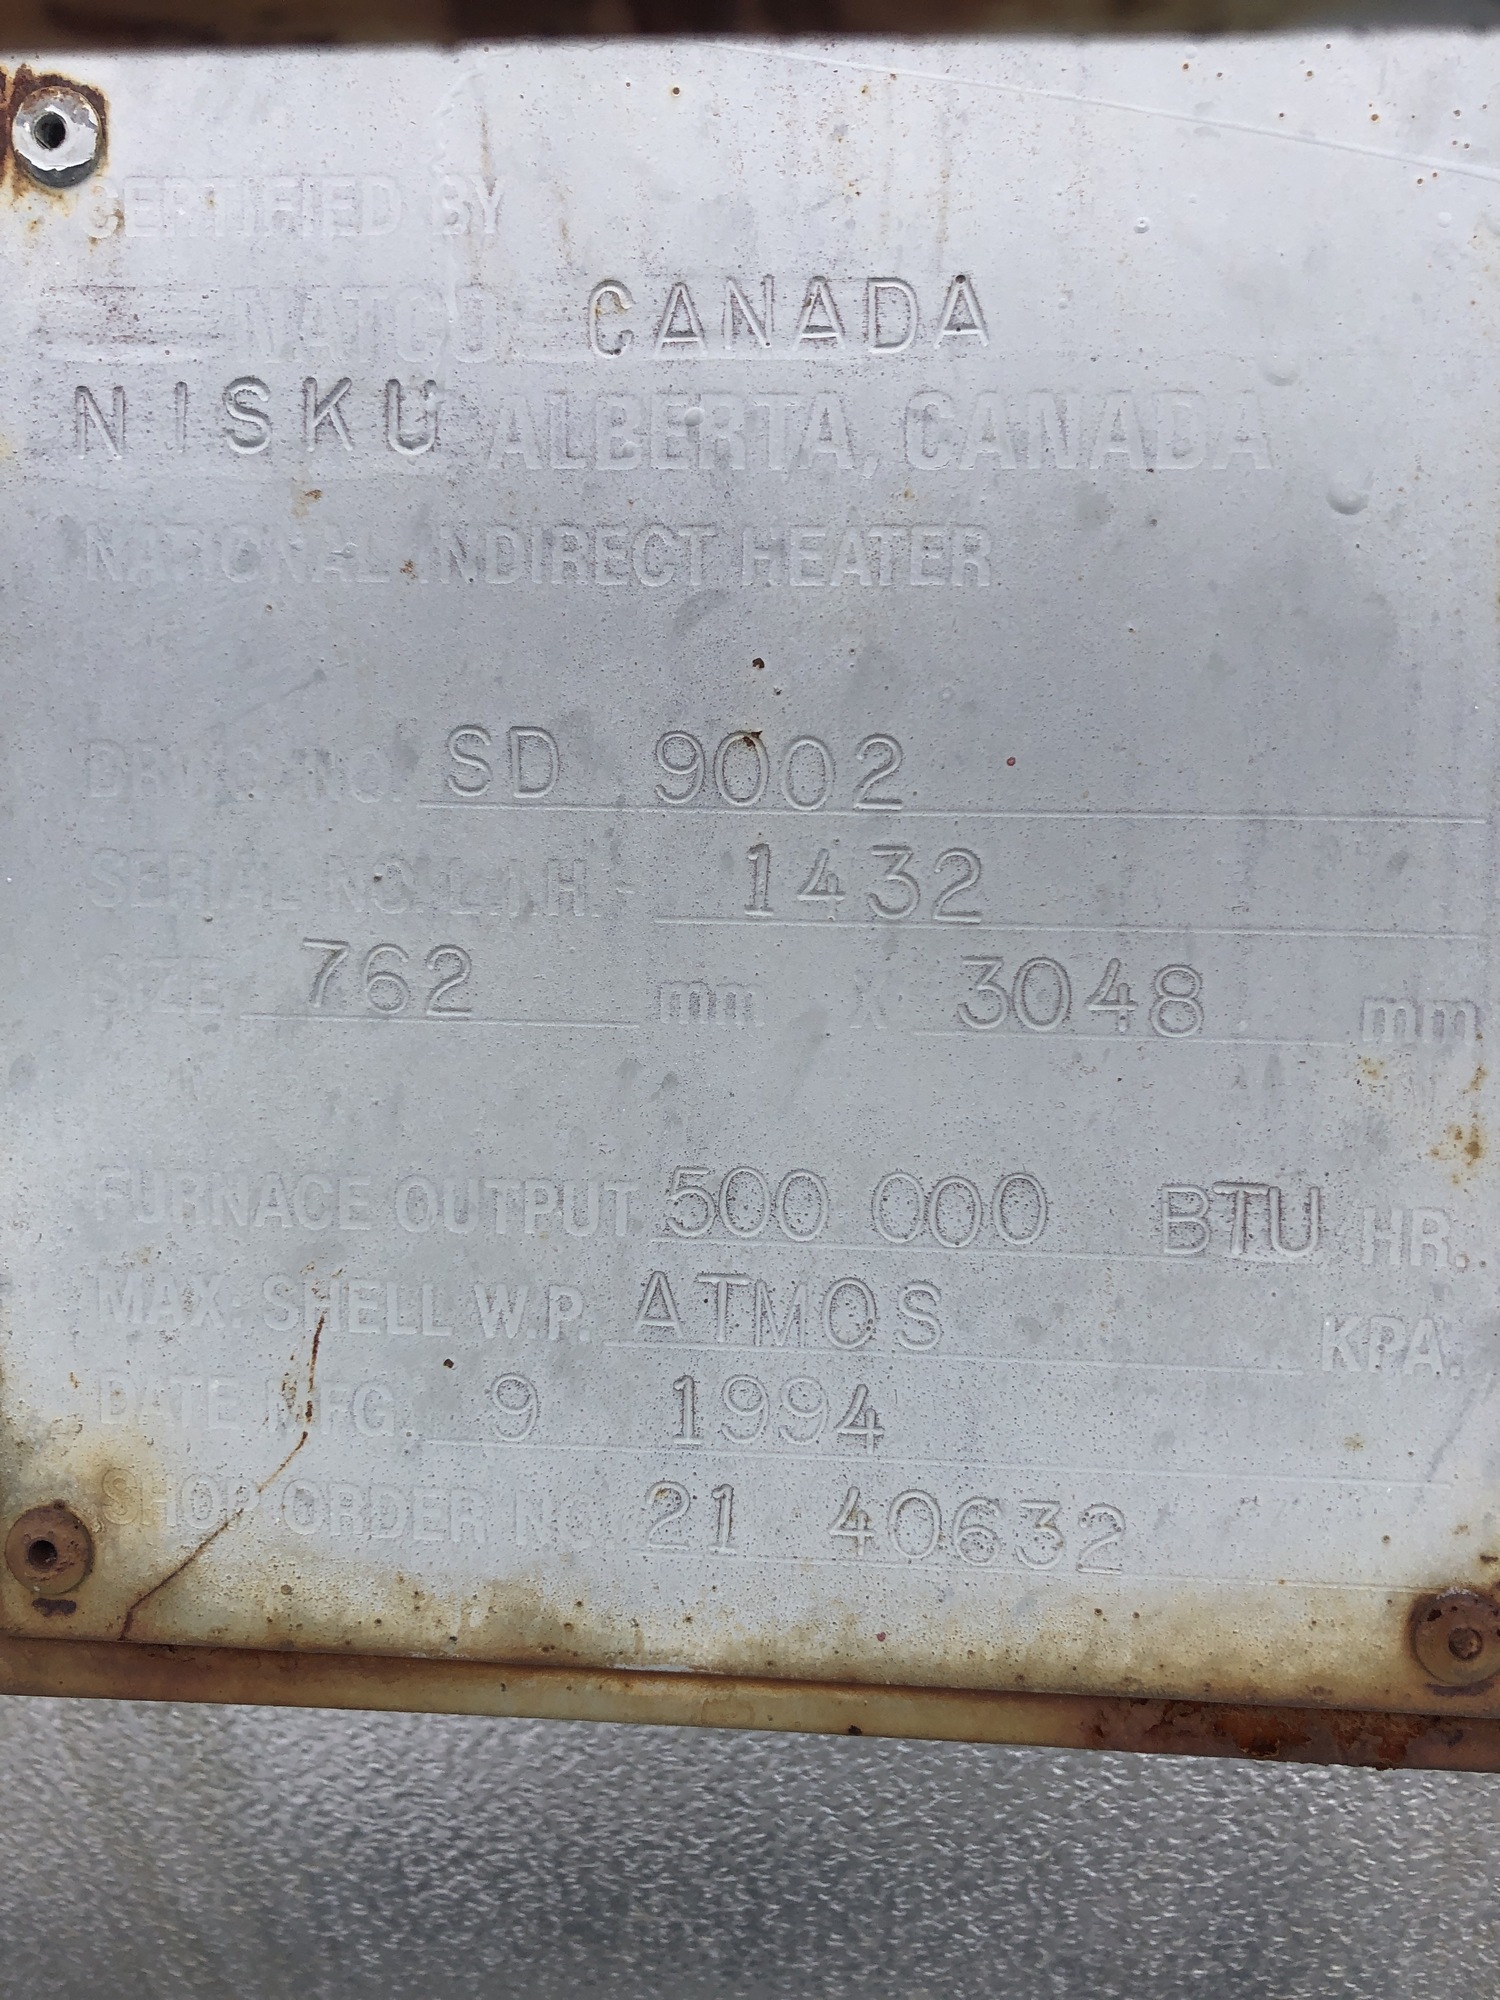 CERTIFIED BY
NATCO CANADA
NISKU ALBERTA, CANADA
NATIONAL INDIRECT HEATER
DRWG NO. SD 9002
SERIAL NO. L.I.H. - 1432
SIZE 762 mm X 3048 mm
FURNACE OUTPUT 500 000 BTU HR.
MAX. SHELL W.P. ATMOS KPA.
DATE MFG. 9 1994
SHOP ORDER NO. 21 40632